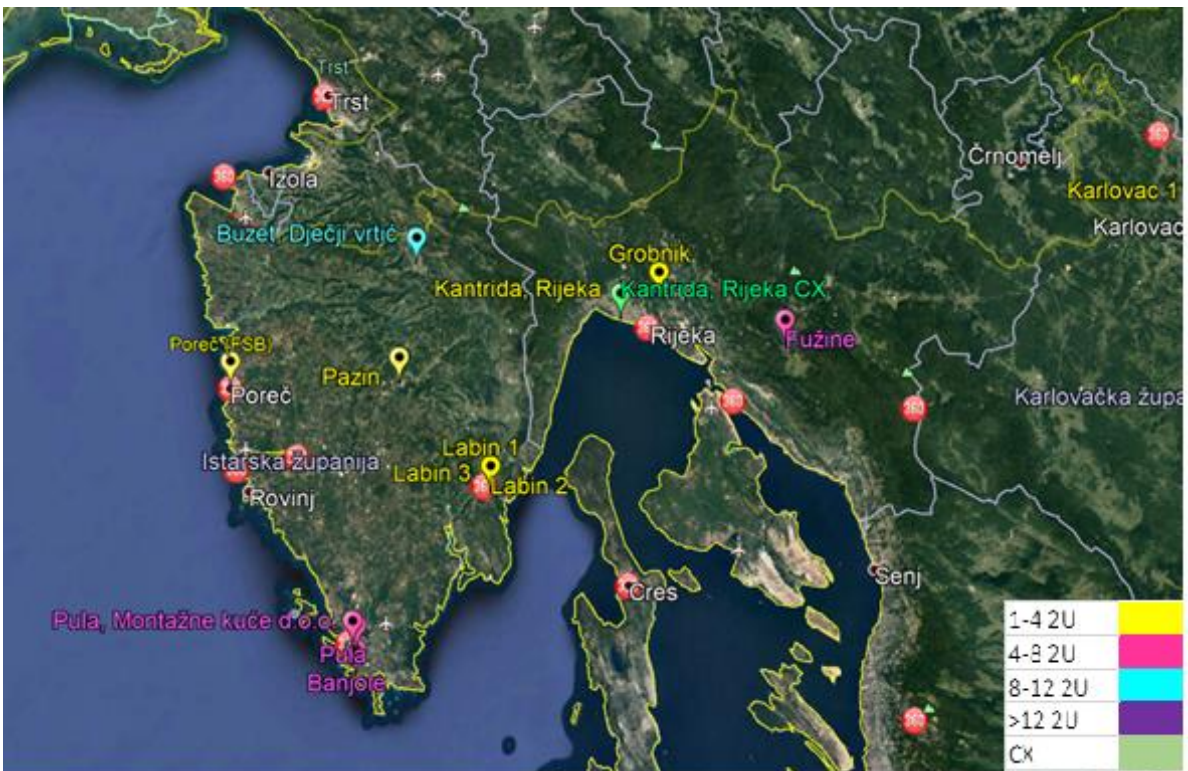 Trst
Trst
Izola
Črnomelj
Karlovac 1
Karlovac
Buzet, Dječji vrtić
Grobnik
Kantrida, Rijeka
Kantrida, Rijeka CX
Rijeka
Fužine
Pazin
Poreč
Karlovačka župa
Labin 1
Labin 3
Labin 2
Istarska županija
Rovinj
Senj
Cres
Pula, Montažne kuće d.o.o.
Pula
Banjole
1-4 2U
4-8 2U
8-12 2U
>12 2U
CX